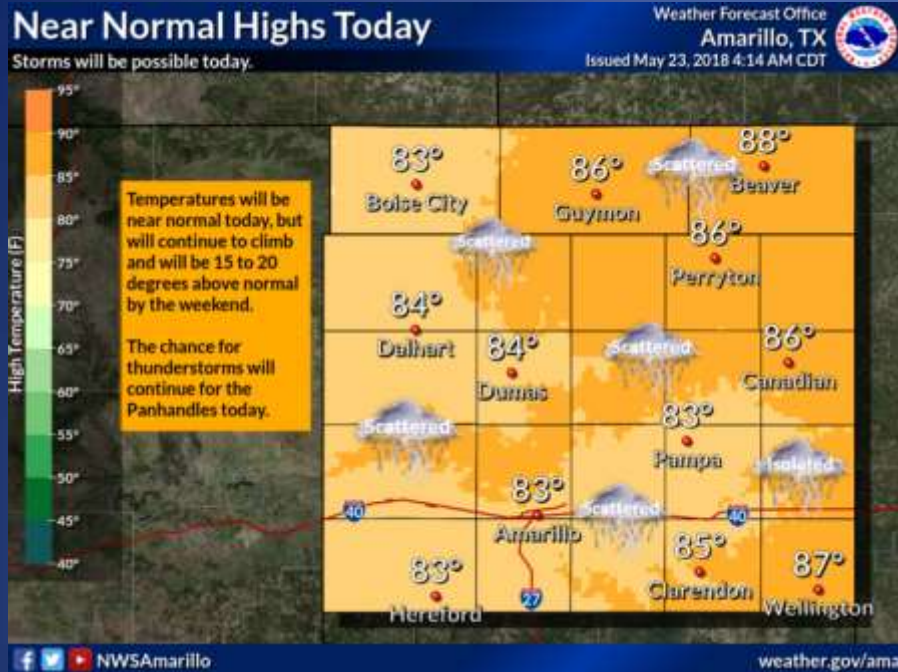 Near Normal Highs Today
Storms will be possible today.
Weather Forecast Office
Amarillo, TX
Issued May 23, 2018 4:14 AM CDT
95°
90°
85°
80°
75°
70°
65°
60°
55°
50°
45°
40°
High Temperature (F)
Temperatures will be
near normal today, but
will continue to climb
and will be 15 to 20
degrees above normal
by the weekend.
The chance for
thunderstorms will
continue for the
Panhandles today.
83°
Boise City
86°
Guymon
Scattered
88°
Beaver
Scattered
86°
Perryton
84°
Dalhart
84°
Dumas
Scattered
86°
Canadian
Scattered
83°
Pampa
Isolated
40
83°
Amarillo
Scattered
40
83°
Hereford
27
85°
Clarendon
87°
Wellington
NWSAmarillo
weather.gov/ama